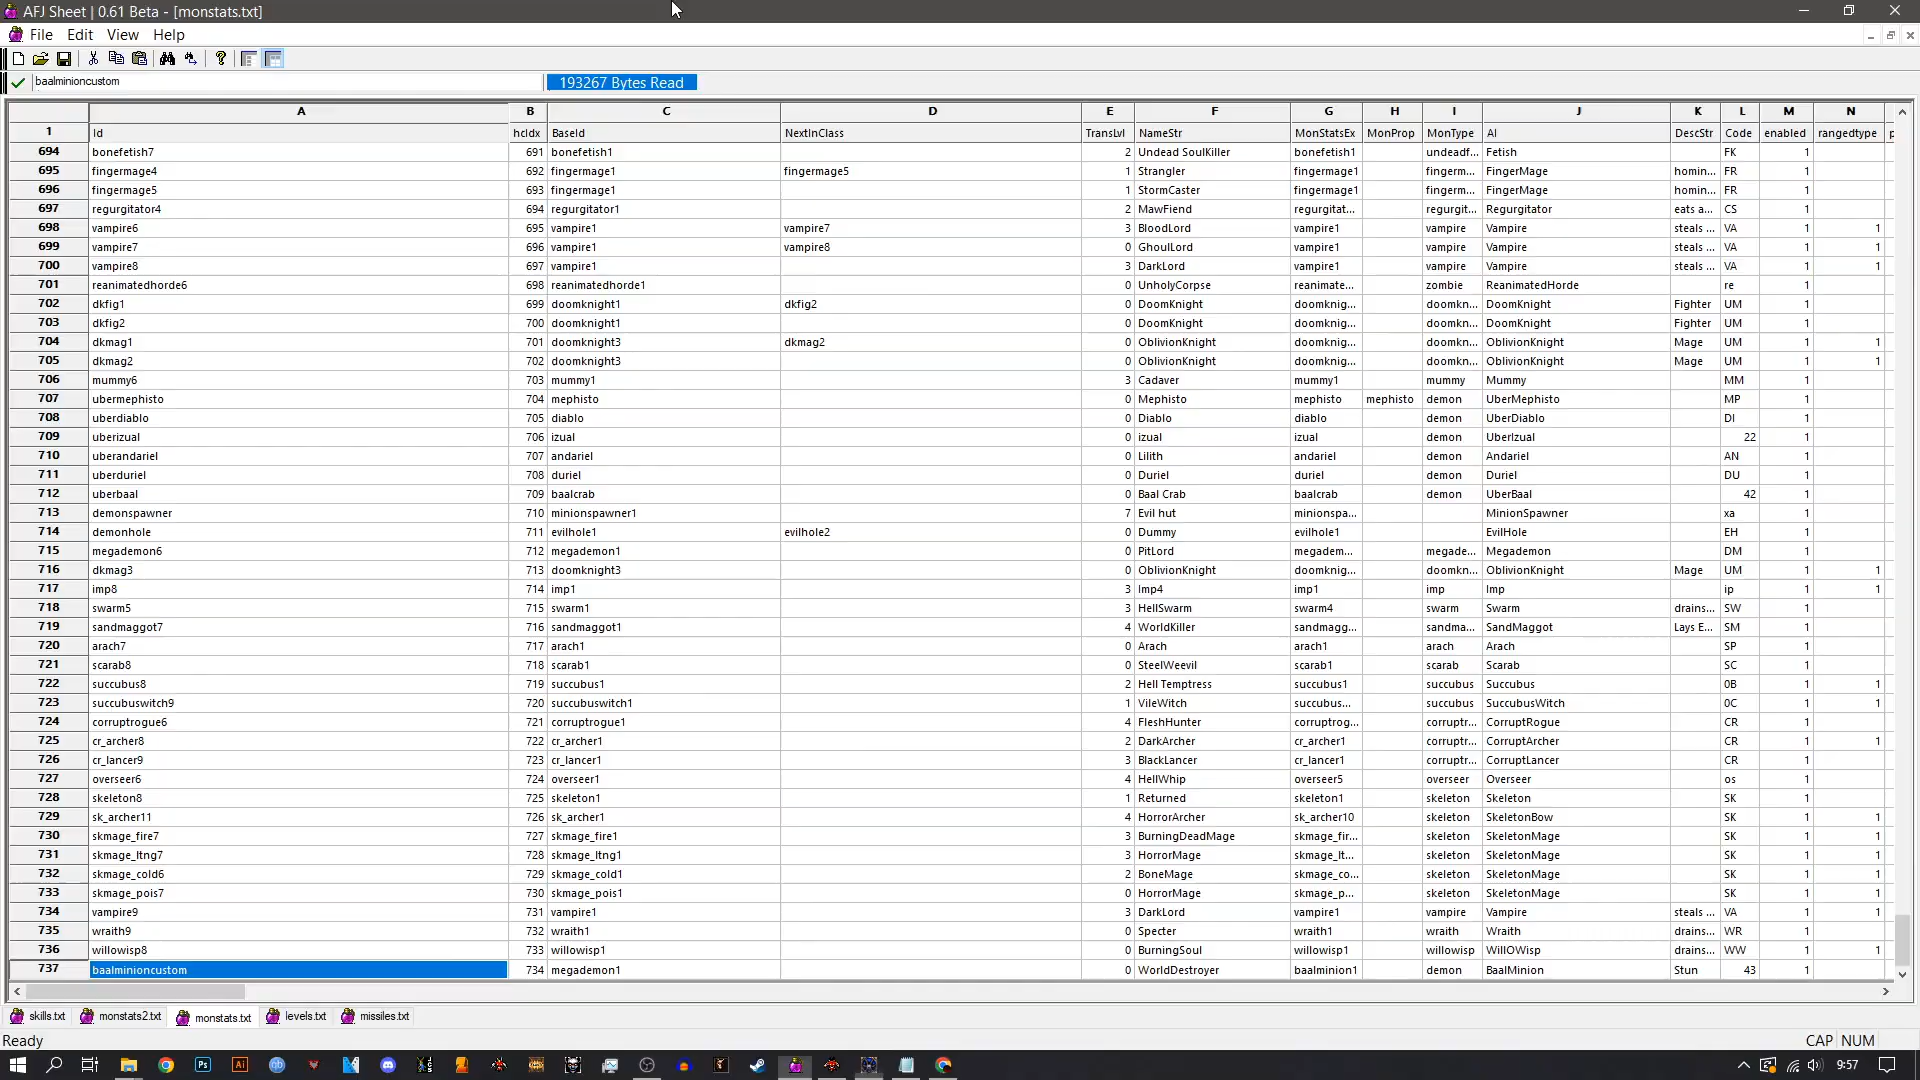 AFJ Sheet | 0.61 Beta - [monstats.txt]
File Edit View Help
baalminioncustom 193267 Bytes Read
A B C D E F G H I J K L M N
1 Id hcIdx BaseId NextInClass TransLvl NameStr MonStatsEx MonProp MonType AI DescStr Code enabled rangedtype
694 bonefetish7 691 bonefetish1 2 Undead SoulKiller bonefetish1 undeadf... Fetish FK 1
695 fingermage4 692 fingermage1 fingermage5 1 Strangler fingermage1 fingerm... FingerMage homin... FR 1
696 fingermage5 693 fingermage1 1 StormCaster fingermage1 fingerm... FingerMage homin... FR 1
697 regurgitator4 694 regurgitator1 2 MawFiend regurgitat... regurgit... Regurgitator eats a... CS 1
698 vampire6 695 vampire1 vampire7 3 BloodLord vampire1 vampire Vampire steals ... VA 1 1
699 vampire7 696 vampire1 vampire8 0 GhoulLord vampire1 vampire Vampire steals ... VA 1 1
700 vampire8 697 vampire1 3 DarkLord vampire1 vampire Vampire steals ... VA 1 1
701 reanimatedhorde6 698 reanimatedhorde1 0 UnholyCorpse reanimate... zombie ReanimatedHorde re 1
702 dkfig1 699 doomknight1 dkfig2 0 DoomKnight doomknig... doomkn... DoomKnight Fighter UM 1
703 dkfig2 700 doomknight1 0 DoomKnight doomknig... doomkn... DoomKnight Fighter UM 1
704 dkmag1 701 doomknight3 dkmag2 0 OblivionKnight doomknig... doomkn... OblivionKnight Mage UM 1 1
705 dkmag2 702 doomknight3 0 OblivionKnight doomknig... doomkn... OblivionKnight Mage UM 1 1
706 mummy6 703 mummy1 3 Cadaver mummy1 mummy Mummy MM 1
707 ubermephisto 704 mephisto 0 Mephisto mephisto mephisto demon UberMephisto MP 1
708 uberdiablo 705 diablo 0 Diablo diablo demon UberDiablo DI 1
709 uberizual 706 izual 0 izual izual demon UberIzual 22 1
710 uberandariel 707 andariel 0 Lilith andariel demon Andariel AN 1
711 uberduriel 708 duriel 0 Duriel duriel demon Duriel DU 1
712 uberbaal 709 baalcrab 0 Baal Crab baalcrab demon UberBaal 42 1
713 demonspawner 710 minionspawner1 7 Evil hut minionspa... MinionSpawner xa 1
714 demonhole 711 evilhole1 evilhole2 0 Dummy evilhole1 EvilHole EH 1
715 megademon6 712 megademon1 0 PitLord megadem... megade... Megademon DM 1
716 dkmag3 713 doomknight3 0 OblivionKnight doomknig... doomkn... OblivionKnight Mage UM 1 1
717 imp8 714 imp1 3 Imp4 imp1 imp Imp ip 1 1
718 swarm5 715 swarm1 3 HellSwarm swarm4 swarm Swarm drains... SW 1
719 sandmaggot7 716 sandmaggot1 4 WorldKiller sandmagg... sandma... SandMaggot Lays E... SM 1
720 arach7 717 arach1 0 Arach arach1 arach Arach SP 1
721 scarab8 718 scarab1 0 SteelWeevil scarab1 scarab Scarab SC 1
722 succubus8 719 succubus1 2 Hell Temptress succubus1 succubus Succubus 0B 1 1
723 succubuswitch9 720 succubuswitch1 1 VileWitch succubus... succubus SuccubusWitch 0C 1 1
724 corruptrogue6 721 corruptrogue1 4 FleshHunter corruptrog... corruptr... CorruptRogue CR 1
725 cr_archer8 722 cr_archer1 2 DarkArcher cr_archer1 corruptr... CorruptArcher CR 1 1
726 cr_lancer9 723 cr_lancer1 3 BlackLancer cr_lancer1 corruptr... CorruptLancer CR 1
727 overseer6 724 overseer1 4 HellWhip overseer5 overseer Overseer os 1
728 skeleton8 725 skeleton1 1 Returned skeleton1 skeleton Skeleton SK 1
729 sk_archer11 726 sk_archer1 4 HorrorArcher sk_archer10 skeleton SkeletonBow SK 1 1
730 skmage_fire7 727 skmage_fire1 3 BurningDeadMage skmage_fir... skeleton SkeletonMage SK 1 1
731 skmage_ltng7 728 skmage_ltng1 3 HorrorMage skmage_lt... skeleton SkeletonMage SK 1 1
732 skmage_cold6 729 skmage_cold1 2 BoneMage skmage_co... skeleton SkeletonMage SK 1 1
733 skmage_pois7 730 skmage_pois1 0 HorrorMage skmage_p... skeleton SkeletonMage SK 1 1
734 vampire9 731 vampire1 3 DarkLord vampire1 vampire Vampire steals ... VA 1 1
735 wraith9 732 wraith1 0 Specter wraith1 wraith Wraith drains... WR 1
736 willowisp8 733 willowisp1 0 BurningSoul willowisp1 willowisp WillOWisp drains... WW 1 1
737 baalminioncustom 734 megademon1 0 WorldDestroyer baalminion1 demon BaalMinion Stun 43 1
skills.txt monstats2.txt monstats.txt levels.txt missiles.txt
Ready CAP NUM
9:57